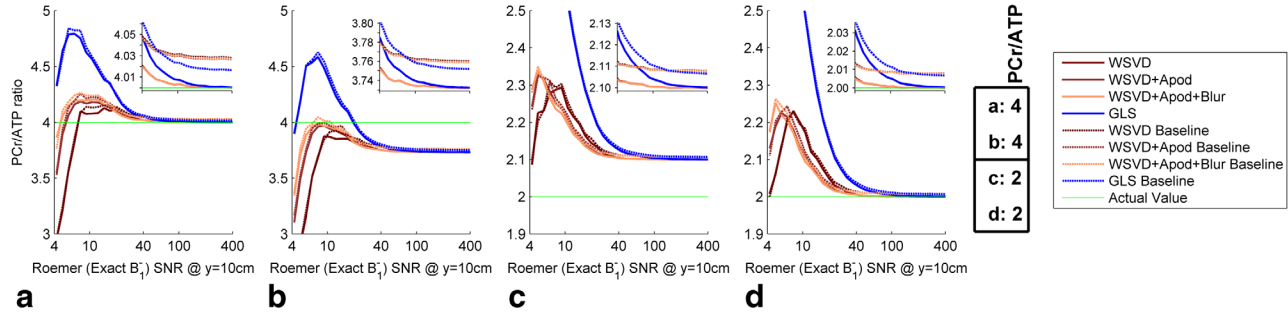 PCr/ATP ratio
5
4.5
4
3.5
3
4.05
4.03
4.01
4 10 40 100 400
Roemer (Exact B₁⁻) SNR @ y=10cm
a
5
4.5
4
3.5
3
3.80
3.78
3.76
3.74
4 10 40 100 400
Roemer (Exact B₁⁻) SNR @ y=10cm
b
2.5
2.4
2.3
2.2
2.1
2
1.9
2.13
2.12
2.11
2.10
4 10 40 100 400
Roemer (Exact B₁⁻) SNR @ y=10cm
c
2.5
2.4
2.3
2.2
2.1
2
1.9
2.03
2.02
2.01
2.00
4 10 40 100 400
Roemer (Exact B₁⁻) SNR @ y=10cm
d
PCr/ATP
a: 4
b: 4
c: 2
d: 2
WSVD
WSVD+Apod
WSVD+Apod+Blur
GLS
WSVD Baseline
WSVD+Apod Baseline
WSVD+Apod+Blur Baseline
GLS Baseline
Actual Value